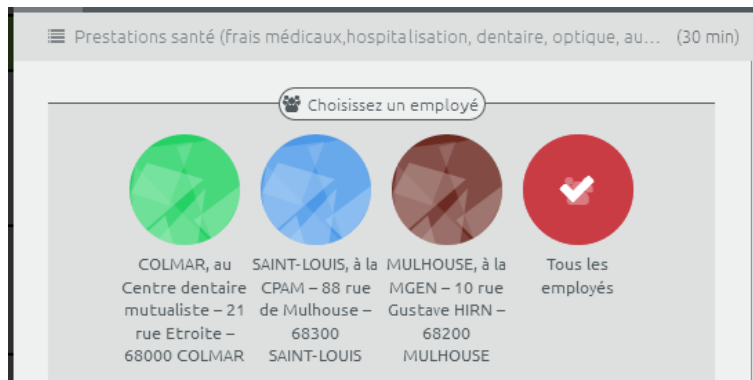 Prestations santé (frais médicaux,hospitalisation, dentaire, optique, au... (30 min)
Choisissez un employé
COLMAR, au
Centre dentaire
mutualiste – 21
rue Etroite –
68000 COLMAR
SAINT-LOUIS, à la
CPAM – 88 rue
de Mulhouse –
68300
SAINT-LOUIS
MULHOUSE, à la
MGEN – 10 rue
Gustave HIRN –
68200
MULHOUSE
Tous les
employés